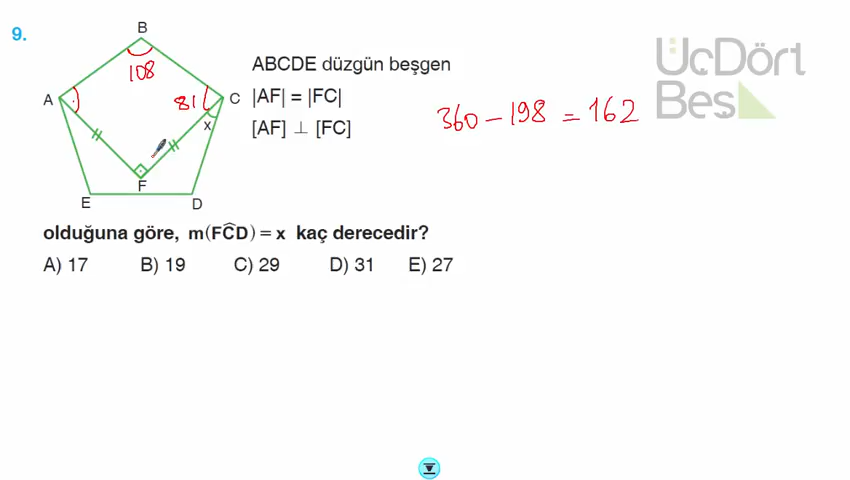 9.
B
108
A
81
C
x
F
E
D
ABCDE düzgün beşgen
|AF| = |FC|
[AF] ⊥ [FC]
360 - 198 = 162
ÜçDört
Beş
olduğuna göre, m(FĈD) = x kaç derecedir?
A) 17 B) 19 C) 29 D) 31 E) 27